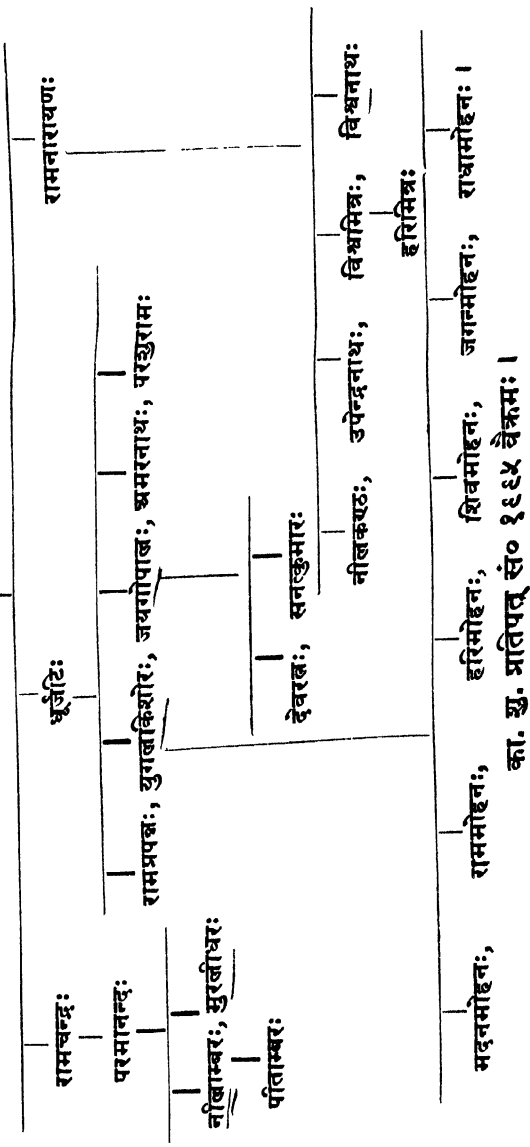 रामचन्द्रः धूर्जटिः रामनारायणः
परमानन्दः
रामप्रपन्नः, युगलकिशोरः, जयगोपालः, अमरनाथः, परशुरामः
नीलाम्बरः, मुरलीधरः
पीताम्बरः
देवरत्नः, सनत्कुमारः
नीलकण्ठः, उपेन्द्रनाथः, विश्वामित्रः, विश्वनाथः
हरिमित्रः
मदनमोहनः, राममोहनः, हरिमोहनः, शिवमोहनः, जगन्मोहनः, राधामोहनः ।
का. शु. प्रतिपत् सं० १९६५ वैक्रमः ।